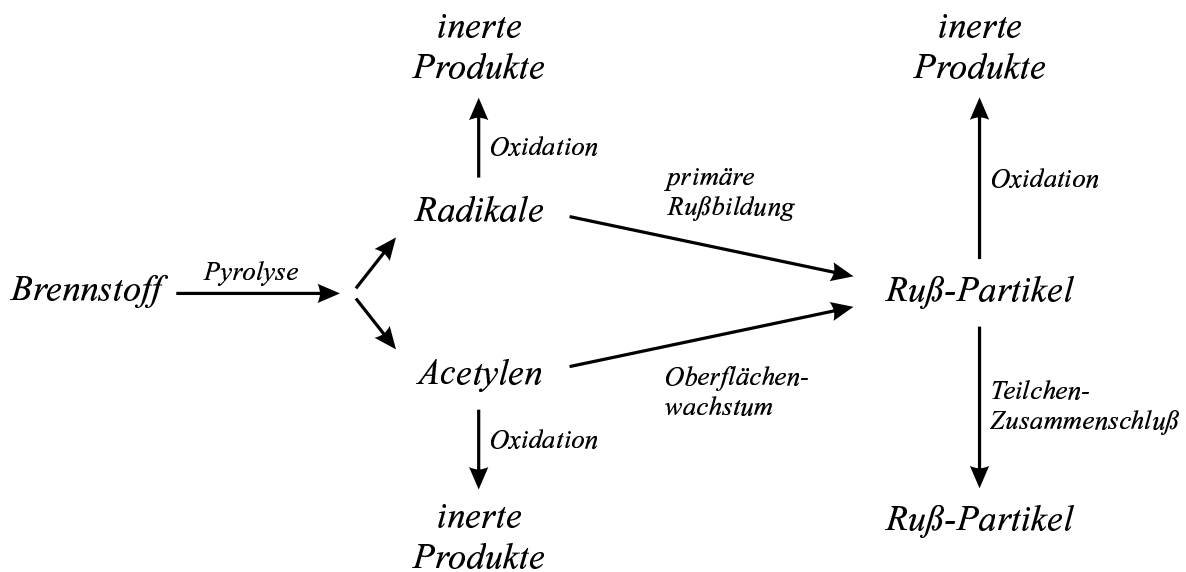 inerte
Produkte
inerte
Produkte
Oxidation
Oxidation
primäre
Rußbildung
Radikale
Pyrolyse
Brennstoff
Ruß-Partikel
Acetylen
Oberflächen-
wachstum
Teilchen-
Zusammenschluß
Oxidation
inerte
Produkte
Ruß-Partikel